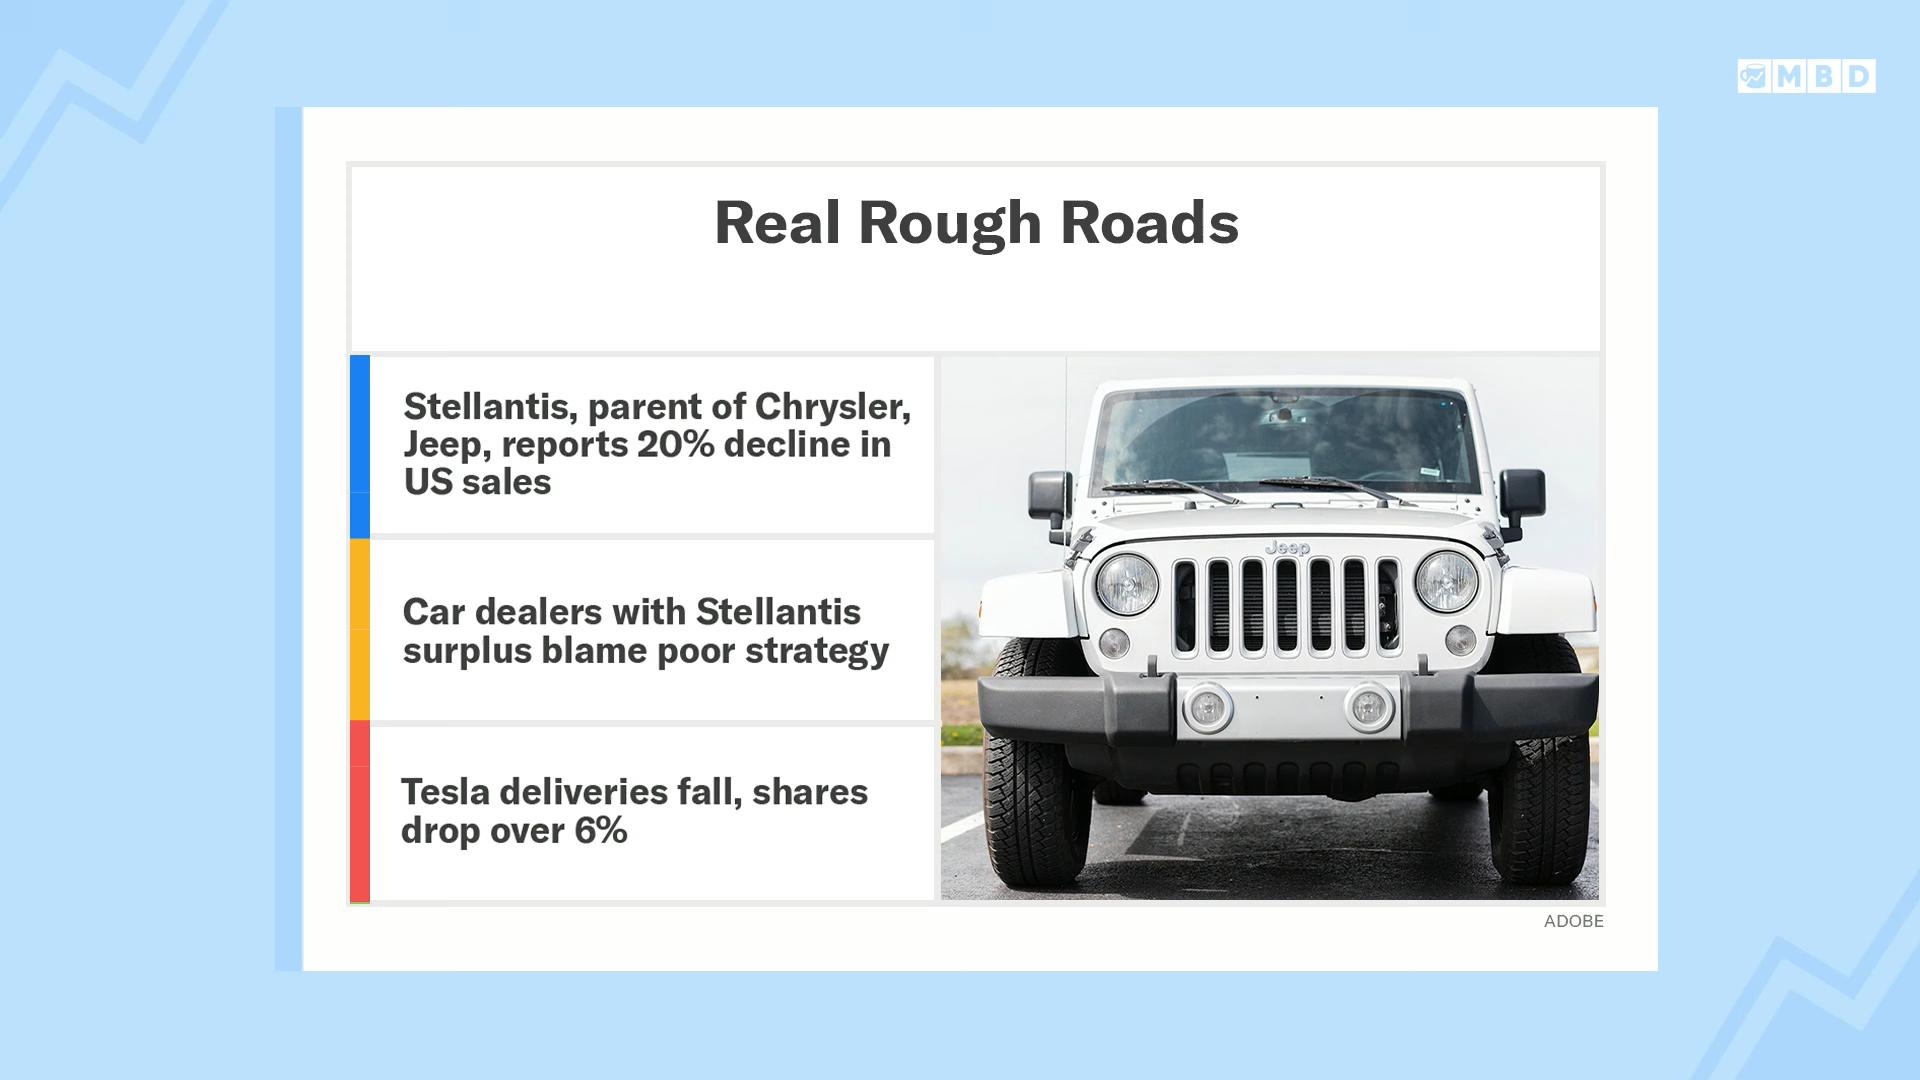 MBD
Real Rough Roads
Stellantis, parent of Chrysler,
Jeep, reports 20% decline in
US sales
Car dealers with Stellantis
surplus blame poor strategy
Tesla deliveries fall, shares
drop over 6%
Jeep
ADOBE